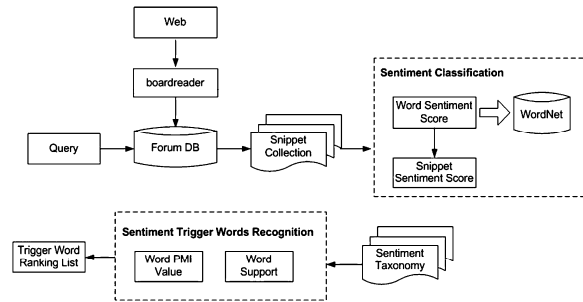 Web
boardreader
Query
Forum DB
Snippet
Collection
Sentiment Classification
Word Sentiment
Score
WordNet
Snippet
Sentiment Score
Sentiment Trigger Words Recognition
Trigger Word
Ranking List
Word PMI
Value
Word
Support
Sentiment
Taxonomy